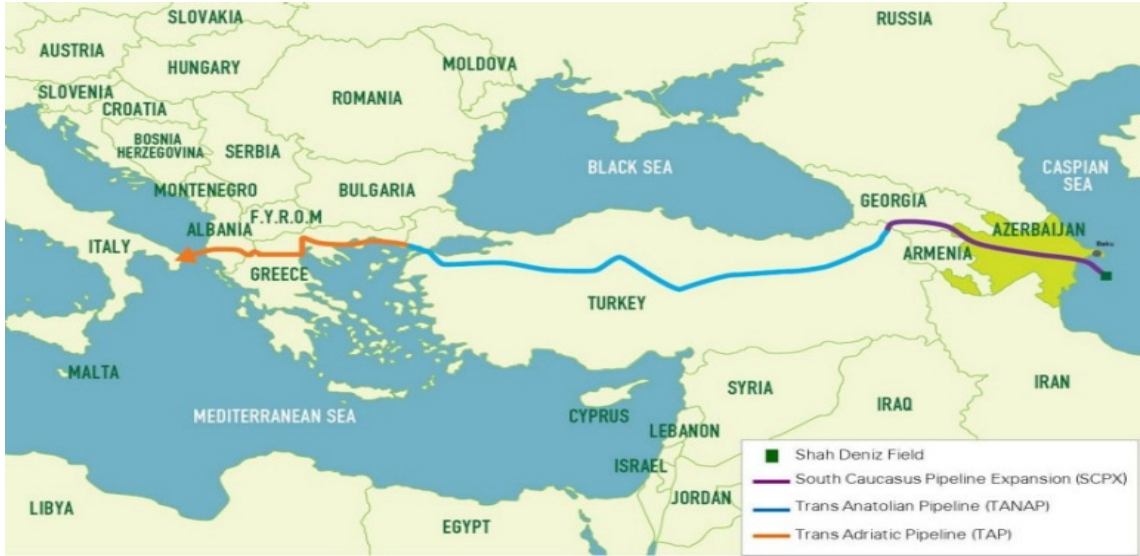 SLOVAKIA
RUSSIA
AUSTRIA
MOLDOVA
HUNGARY
SLOVENIA
ROMANIA
CROATIA
BOSNIA
HERZEGOVINA
SERBIA
BLACK SEA
CASPIAN
SEA
MONTENEGRO
BULGARIA
GEORGIA
F.Y.R.O.M
ALBANIA
AZERBAIJAN
ITALY
Baku
ARMENIA
GREECE
TURKEY
MALTA
SYRIA
IRAN
MEDITERRANEAN SEA
CYPRUS
IRAQ
LEBANON
ISRAEL
JORDAN
LIBYA
EGYPT
Shah Deniz Field
South Caucasus Pipeline Expansion (SCPX)
Trans Anatolian Pipeline (TANAP)
Trans Adriatic Pipeline (TAP)